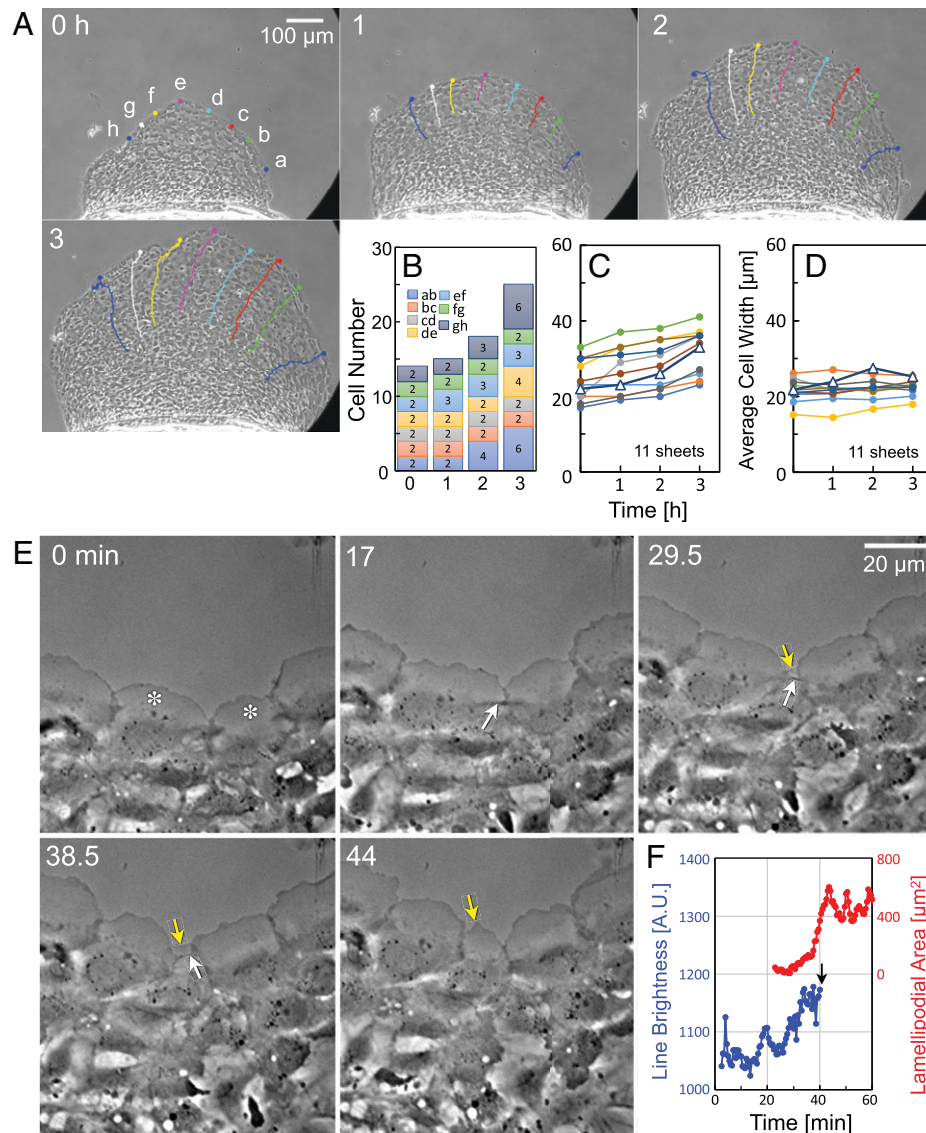 A
0 h
100 µm
1
2
e
f
d
g
c
h
b
a
3
B
Cell Number
30
20
10
0
ab ef
bc fg
cd gh
de
2 2 2 2 2 2 2
2 2 2 2 3 2 2
4 2 2 2 3 2 3
6 2 2 4 3 2 6
0 1 2 3
C
60
40
20
0
11 sheets
1 2 3
D
Average Cell Width [µm]
60
40
20
0
11 sheets
1 2 3
Time [h]
E
0 min
17
29.5
20 µm
*
*
38.5
44
F
Line Brightness [A.U.]
1400
1300
1200
1100
1000
Lamellipodial Area [µm²]
800
400
0
0 20 40 60
Time [min]